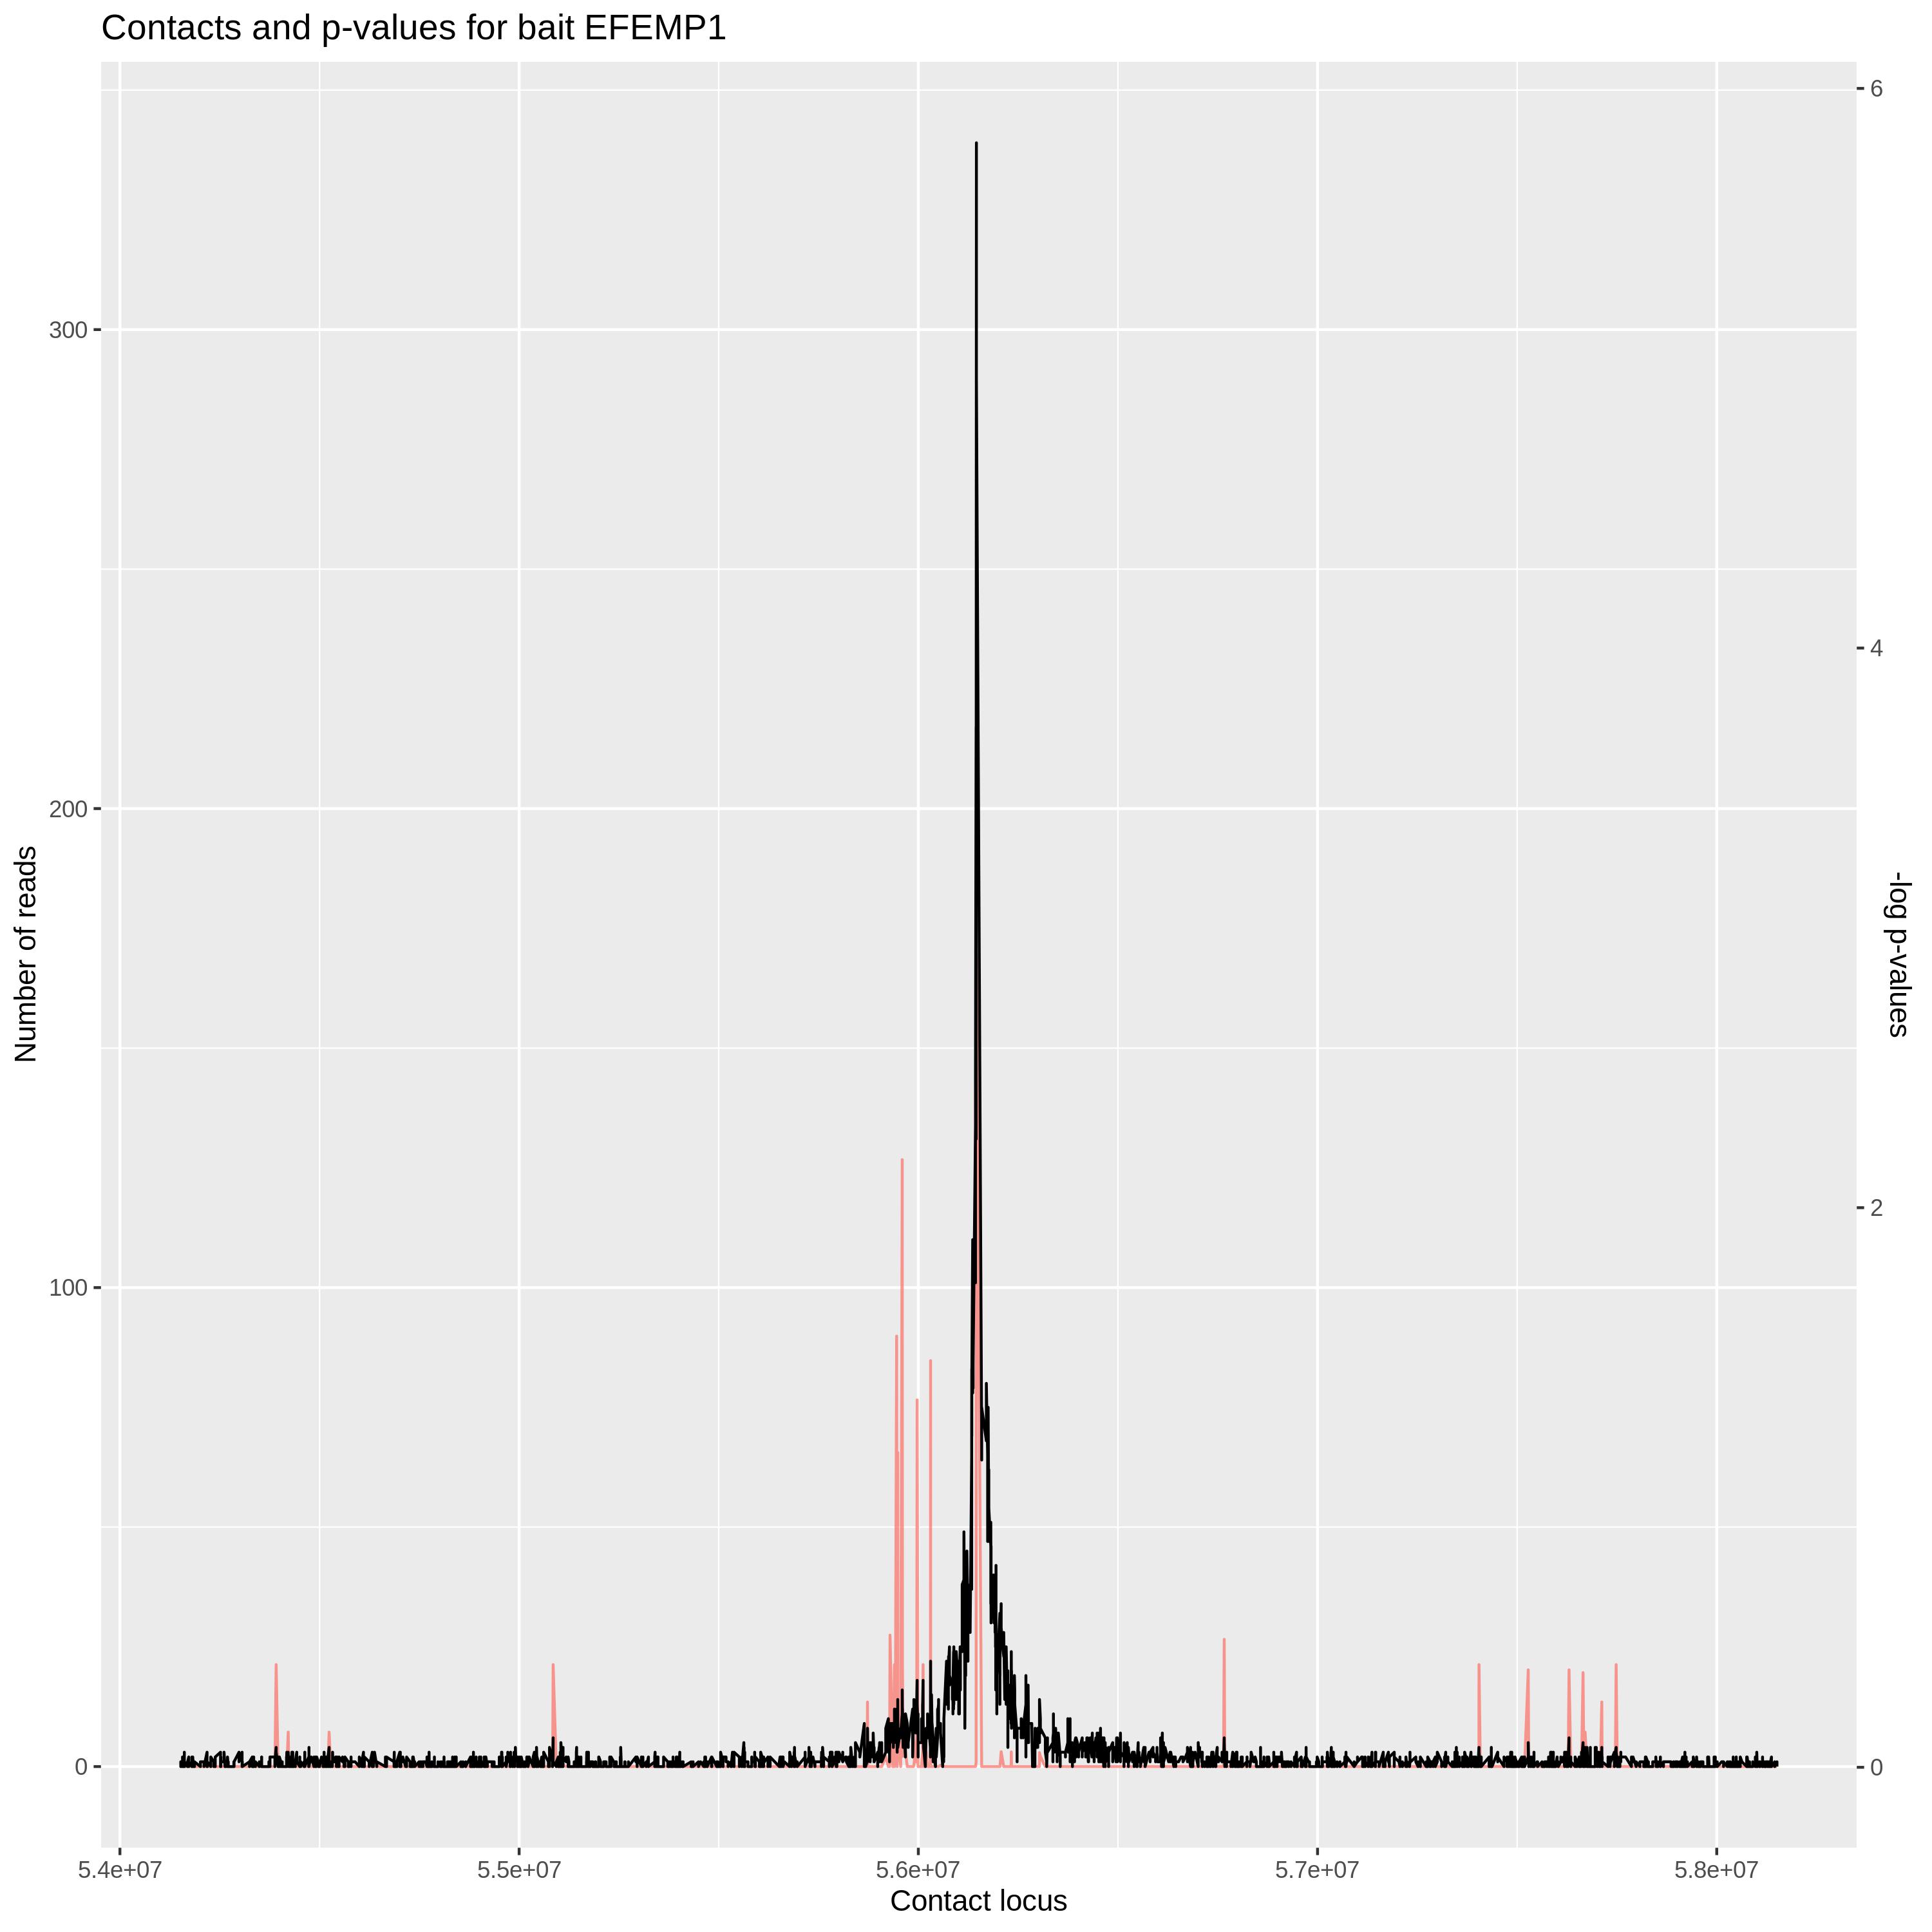 Contacts and p-values for bait EFEMP1
Number of reads
300
200
100
0
6
4
2
0
-log p-values
5.4e+07 5.5e+07 5.6e+07 5.7e+07 5.8e+07
Contact locus